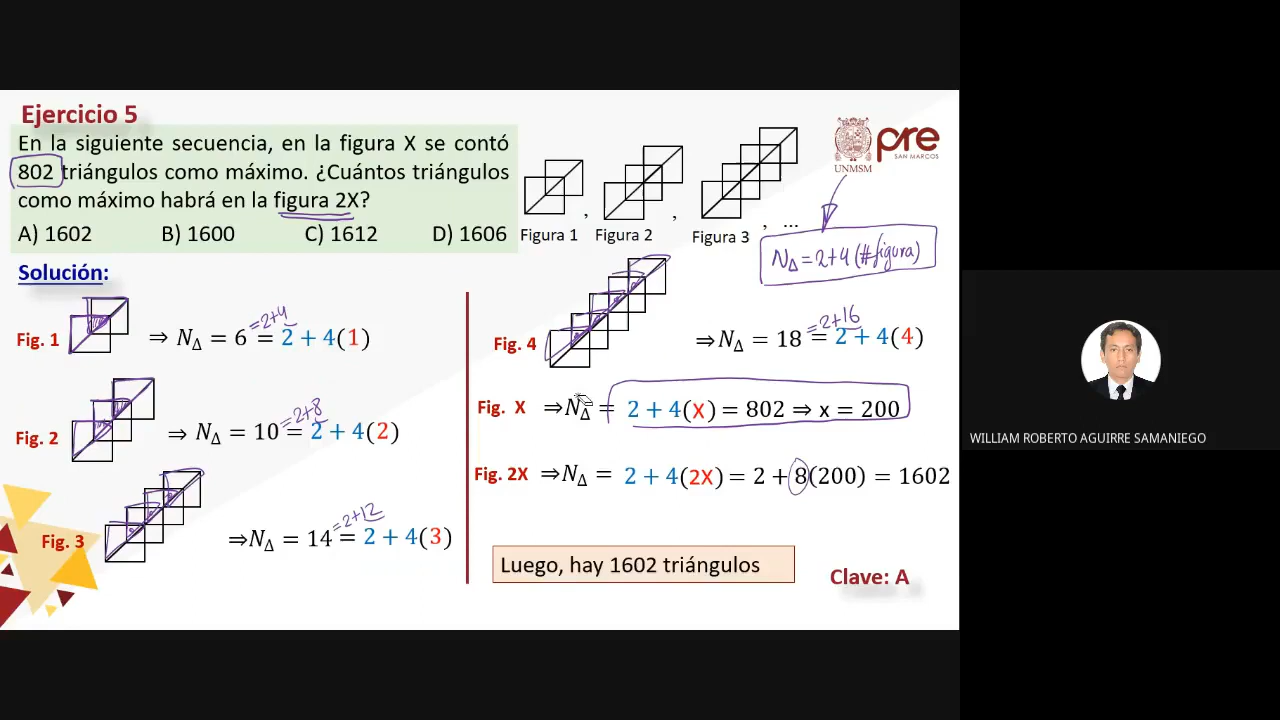 Ejercicio 5
En la siguiente secuencia, en la figura X se contó
802 triángulos como máximo. ¿Cuántos triángulos
como máximo habrá en la figura 2X?
A) 1602 B) 1600 C) 1612 D) 1606
, , , ...
Figura 1 Figura 2 Figura 3
UNMSM
pre
SAN MARCOS
N∆ = 2+4 (#figura)
Solución:
Fig. 1 ⇒ N∆ = 6 = 2 + 4(1)
=2+4
Fig. 2 ⇒ N∆ = 10 = 2 + 4(2)
=2+8
Fig. 3 ⇒N∆ = 14 = 2 + 4(3)
=2+12
Fig. 4 ⇒N∆ = 18 = 2 + 4(4)
=2+16
Fig. X ⇒N∆ = 2 + 4(X) = 802 ⇒ x = 200
Fig. 2X ⇒N∆ = 2 + 4(2X) = 2 + 8(200) = 1602
Luego, hay 1602 triángulos
Clave: A
WILLIAM ROBERTO AGUIRRE SAMANIEGO